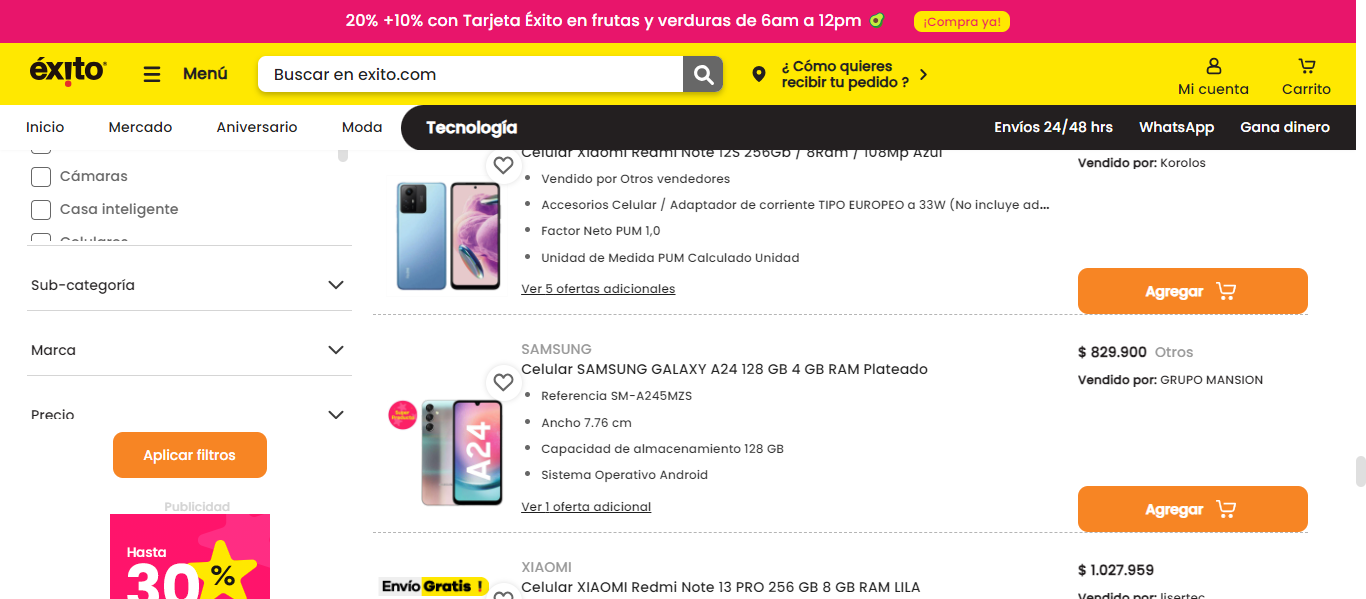 20% +10% con Tarjeta Éxito en frutas y verduras de 6am a 12pm
¡Compra ya!
éxito
Menú
Buscar en exito.com
¿ Cómo quieres
recibir tu pedido ?
Mi cuenta
Carrito
Inicio
Mercado
Aniversario
Moda
Tecnología
Envíos 24/48 hrs
WhatsApp
Gana dinero
Cámaras
Casa inteligente
Celulares
Sub-categoría
Marca
Precio
Aplicar filtros
Publicidad
Hasta
30%
Celular Xiaomi Redmi Note 12S 256Gb / 8Ram / 108Mp Azul
Vendido por Otros vendedores
Accesorios Celular / Adaptador de corriente TIPO EUROPEO a 33W (No incluye ad...
Factor Neto PUM 1,0
Unidad de Medida PUM Calculado Unidad
Ver 5 ofertas adicionales
Vendido por: Korolos
Agregar
SAMSUNG
Celular SAMSUNG GALAXY A24 128 GB 4 GB RAM Plateado
Referencia SM-A245MZS
Ancho 7.76 cm
Capacidad de almacenamiento 128 GB
Sistema Operativo Android
Ver 1 oferta adicional
Super
Producto
A24
$ 829.900 Otros
Vendido por: GRUPO MANSION
Agregar
Envío Gratis !
XIAOMI
Celular XIAOMI Redmi Note 13 PRO 256 GB 8 GB RAM LILA
$ 1.027.959
Vendido por: lisertec